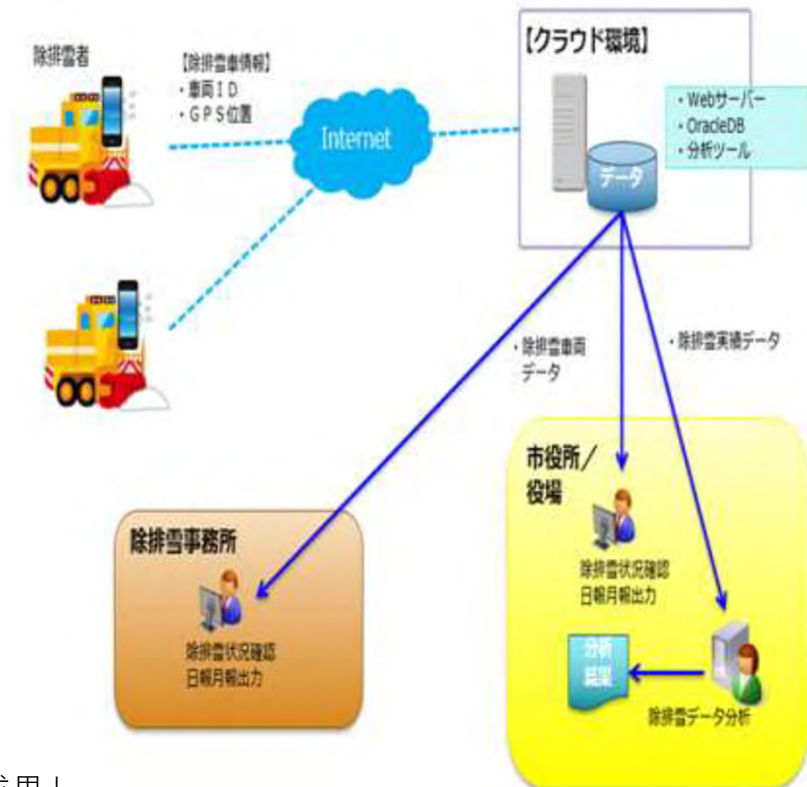 除排雪者
【除排雪車情報】
・車両ID
・GPS位置
Internet
【クラウド環境】
・Webサーバー
・OracleDB
・分析ツール
データ
・除排雪車両
データ
・除排雪実績データ
市役所/
役場
除排雪状況確認
日報月報出力
分析
結果
除排雪データ分析
除排雪事務所
除排雪状況確認
日報月報出力